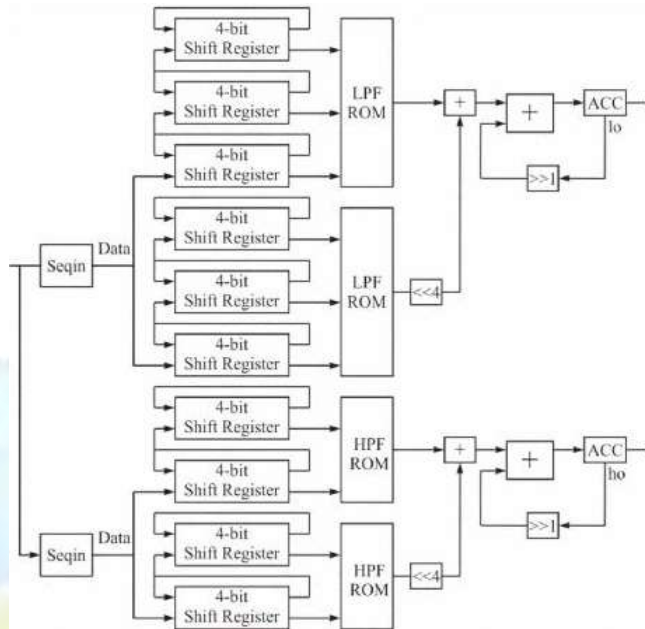 4-bit
Shift Register
4-bit
Shift Register
4-bit
Shift Register
LPF
ROM
+
+
ACC
lo
>>1
Seqin
Data
4-bit
Shift Register
4-bit
Shift Register
4-bit
Shift Register
LPF
ROM
<<4
4-bit
Shift Register
4-bit
Shift Register
HPF
ROM
+
+
ACC
ho
>>1
Seqin
Data
4-bit
Shift Register
4-bit
Shift Register
HPF
ROM
<<4